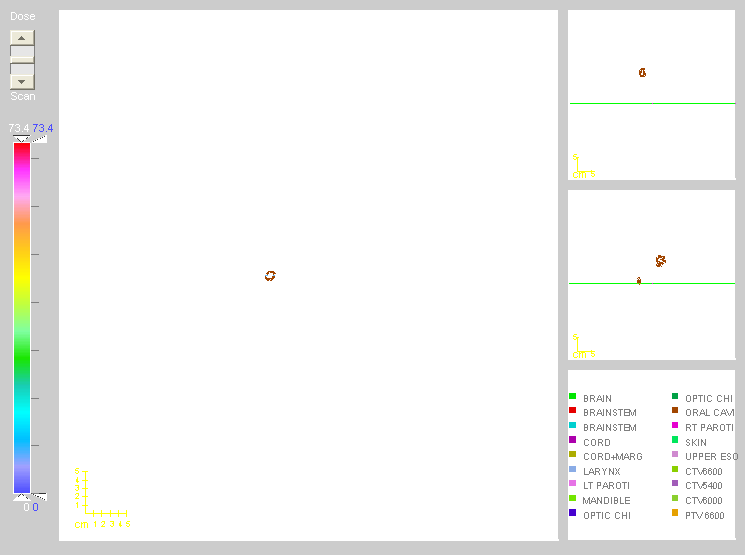 Dose
Scan
73.4 73.4
0 0
5
4
3
2
1
cm 1 2 3 4 5
5
cm 5
5
cm 5
BRAIN OPTIC CHI
BRAINSTEM ORAL CAVI
BRAINSTEM RT PAROTI
CORD SKIN
CORD+MARG UPPER ESO
LARYNX CTV6600
LT PAROTI CTV5400
MANDIBLE CTV6000
OPTIC CHI PTV6600